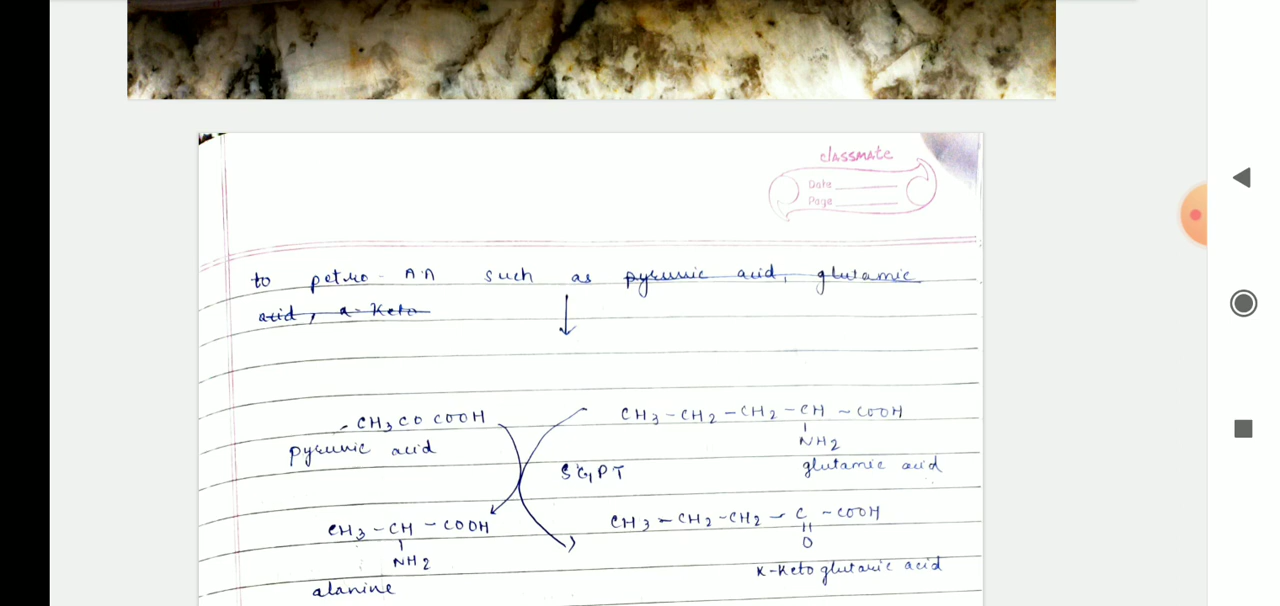 classmate
Date
Page
to petro - A·A such as pyruvic acid, glutamic
acid, α- Keto
CH3 CO COOH
pyruvic acid
CH3 - CH2 - CH2 - CH - COOH
NH2
glutamic acid
SGPT
CH3 - CH - COOH
NH2
alanine
CH3 - CH2 - CH2 - C - COOH
O
K-Keto glutaric acid